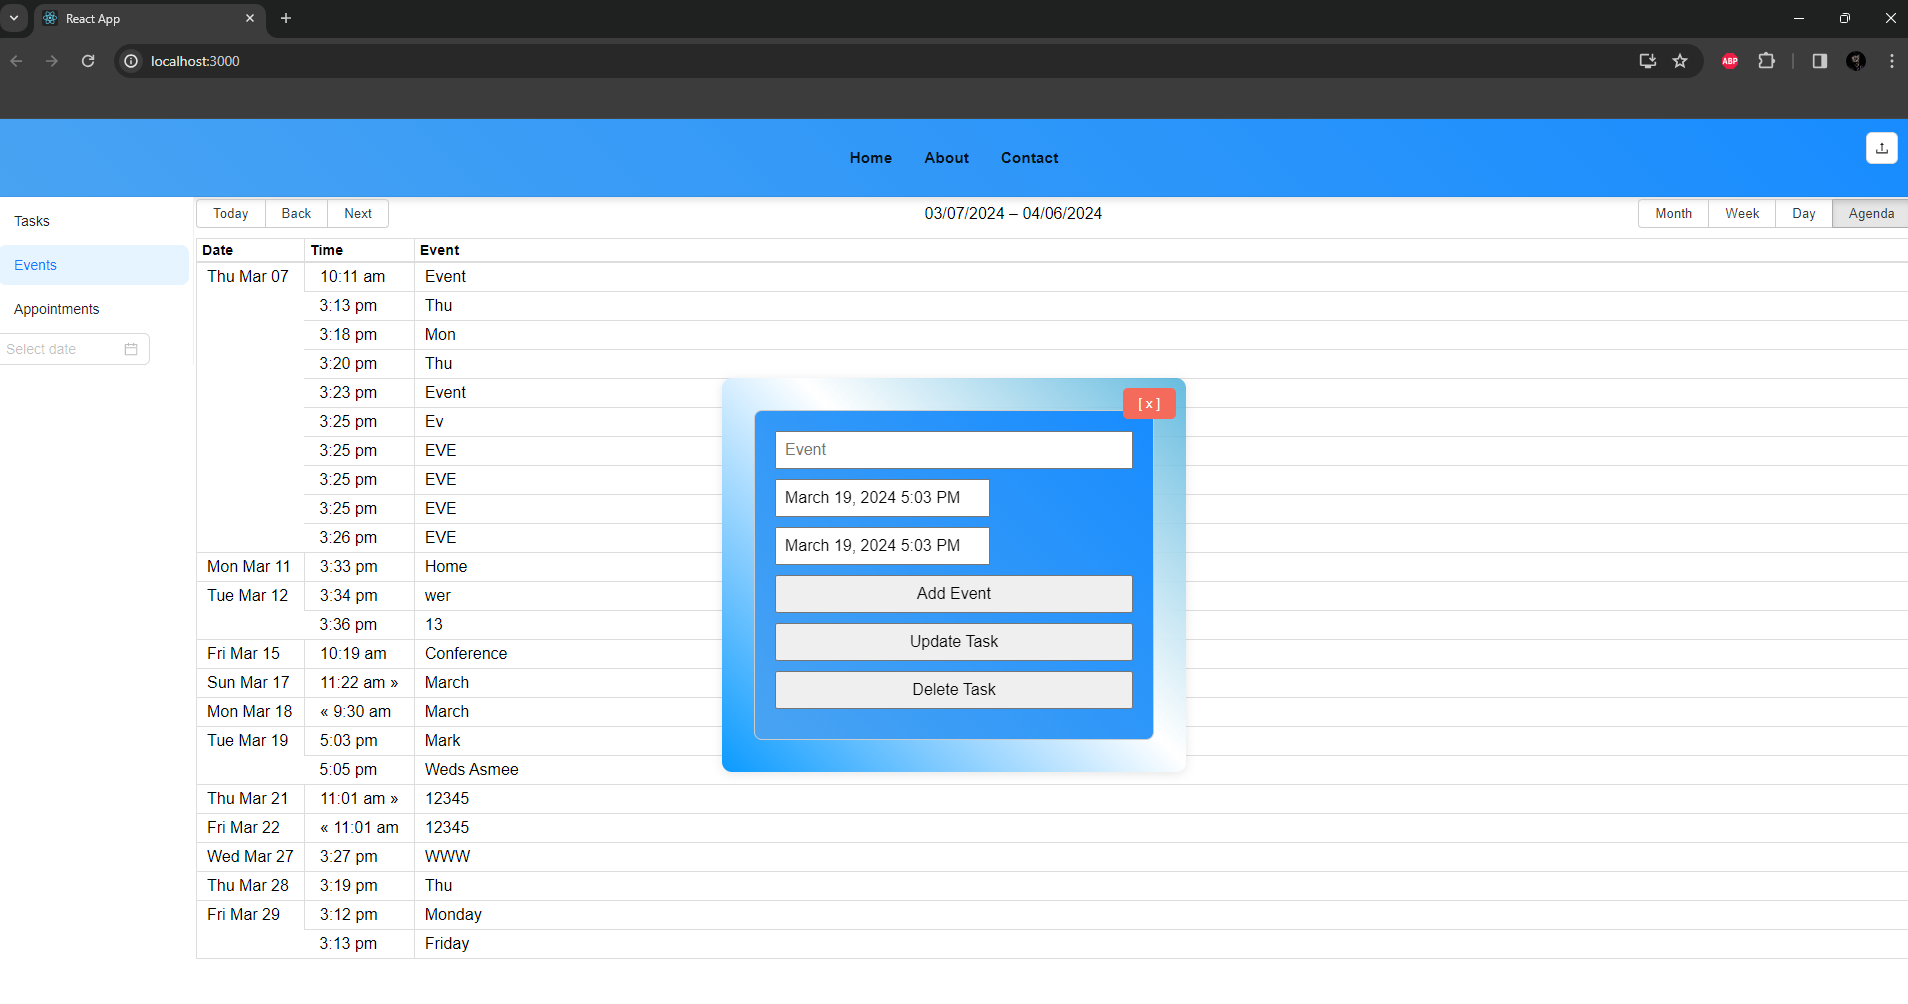 React App
localhost:3000
ABP
Home About Contact
Tasks
Events
Appointments
Select date
Today Back Next
03/07/2024 – 04/06/2024
Month Week Day Agenda
Date Time Event
Thu Mar 07 10:11 am Event
3:13 pm Thu
3:18 pm Mon
3:20 pm Thu
3:23 pm Event
3:25 pm Ev
3:25 pm EVE
3:25 pm EVE
3:25 pm EVE
3:26 pm EVE
Mon Mar 11 3:33 pm Home
Tue Mar 12 3:34 pm wer
3:36 pm 13
Fri Mar 15 10:19 am Conference
Sun Mar 17 11:22 am » March
Mon Mar 18 « 9:30 am March
Tue Mar 19 5:03 pm Mark
5:05 pm Weds Asmee
Thu Mar 21 11:01 am » 12345
Fri Mar 22 « 11:01 am 12345
Wed Mar 27 3:27 pm WWW
Thu Mar 28 3:19 pm Thu
Fri Mar 29 3:12 pm Monday
3:13 pm Friday
[x]
Event
March 19, 2024 5:03 PM
March 19, 2024 5:03 PM
Add Event
Update Task
Delete Task